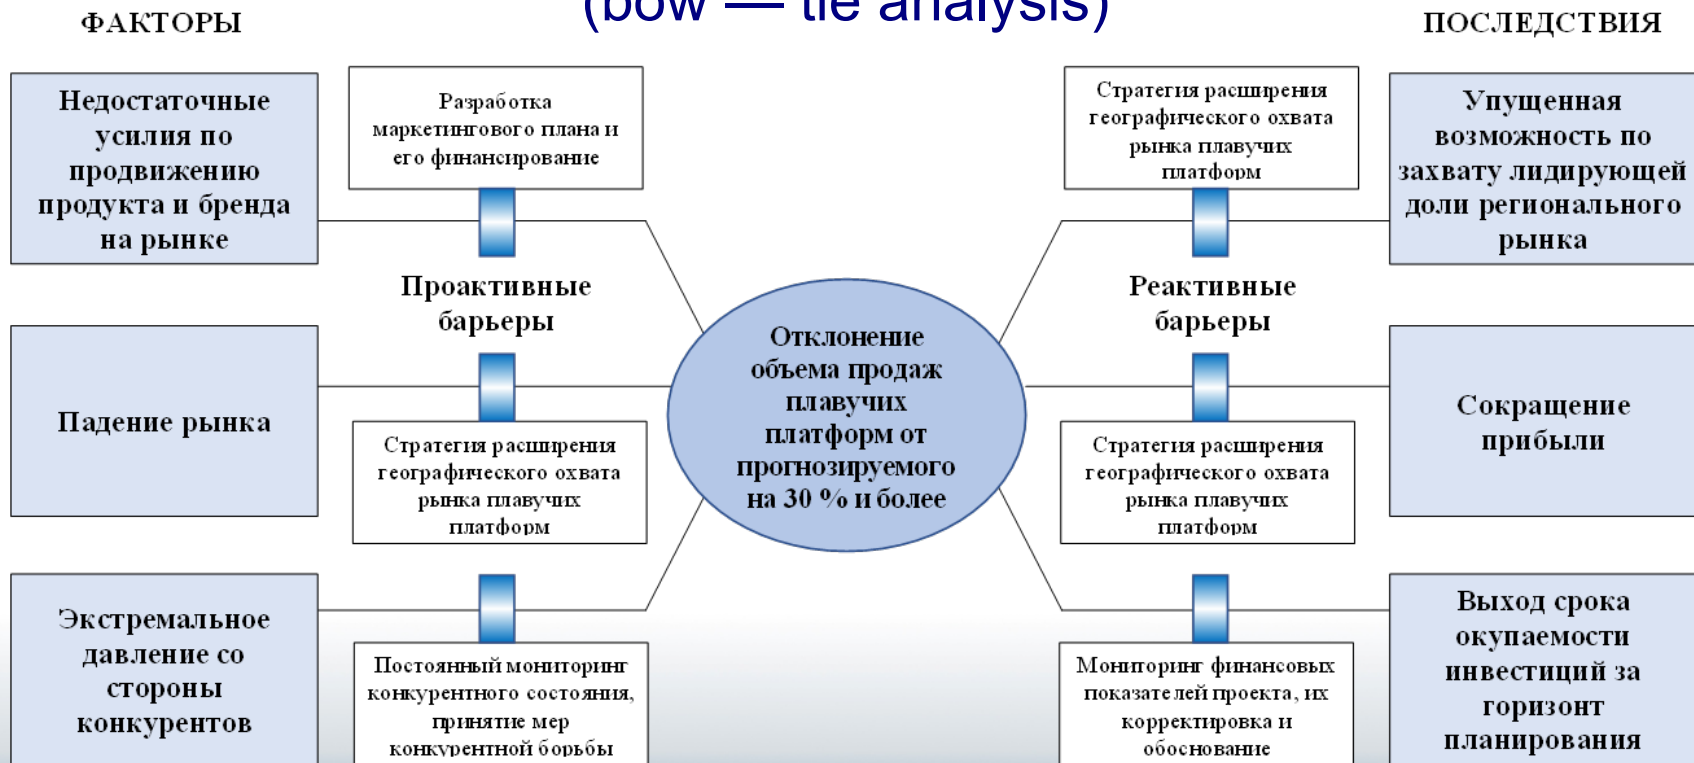 (bow — tie analysis)
ФАКТОРЫ
ПОСЛЕДСТВИЯ
Недостаточные
усилия по
продвижению
продукта и бренда
на рынке
Разработка
маркетингового плана и
его финансирование
Стратегия расширения
географического охвата
рынка плавучих
платформ
Упущенная
возможность по
захвату лидирующей
доли регионального
рынка
Проактивные
барьеры
Реактивные
барьеры
Отклонение
объема продаж
плавучих
платформ от
прогнозируемого
на 30 % и более
Падение рынка
Стратегия расширения
географического охвата
рынка плавучих
платформ
Стратегия расширения
географического охвата
рынка плавучих
платформ
Сокращение
прибыли
Экстремальное
давление со
стороны
конкурентов
Постоянный мониторинг
конкурентного состояния,
принятие мер
конкурентной борьбы
Мониторинг финансовых
показателей проекта, их
корректировка и
обоснование
Выход срока
окупаемости
инвестиций за
горизонт
планирования